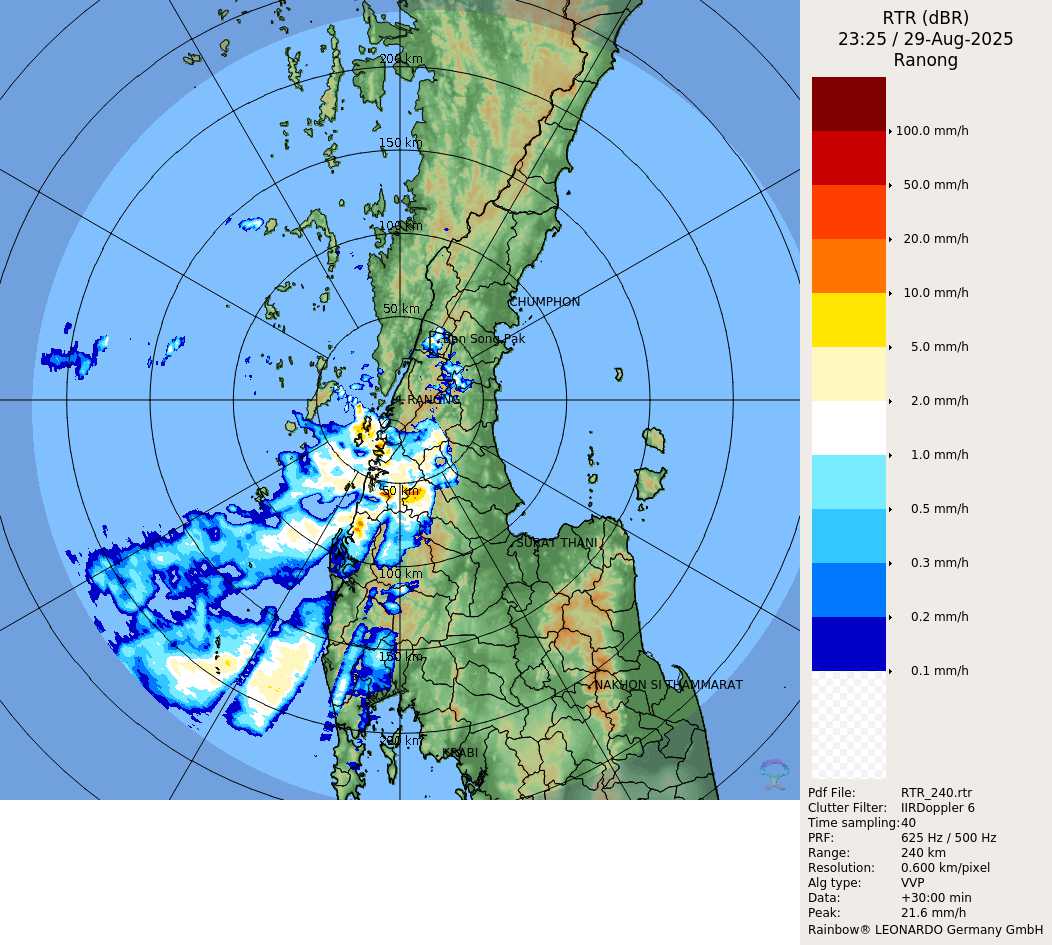 RTR (dBR)
23:25 / 29-Aug-2025
Ranong
200 km
150 km
100 km
50 km
CHUMPHON
Ban Song Pak
RANONG
50 km
SURAT THANI
100 km
150 km
NAKHON SI THAMMARAT
200 km
KRABI
100.0 mm/h
50.0 mm/h
20.0 mm/h
10.0 mm/h
5.0 mm/h
2.0 mm/h
1.0 mm/h
0.5 mm/h
0.3 mm/h
0.2 mm/h
0.1 mm/h
Pdf File: RTR_240.rtr
Clutter Filter: IIRDoppler 6
Time sampling:40
PRF: 625 Hz / 500 Hz
Range: 240 km
Resolution: 0.600 km/pixel
Alg type: VVP
Data: +30:00 min
Peak: 21.6 mm/h
Rainbow® LEONARDO Germany GmbH